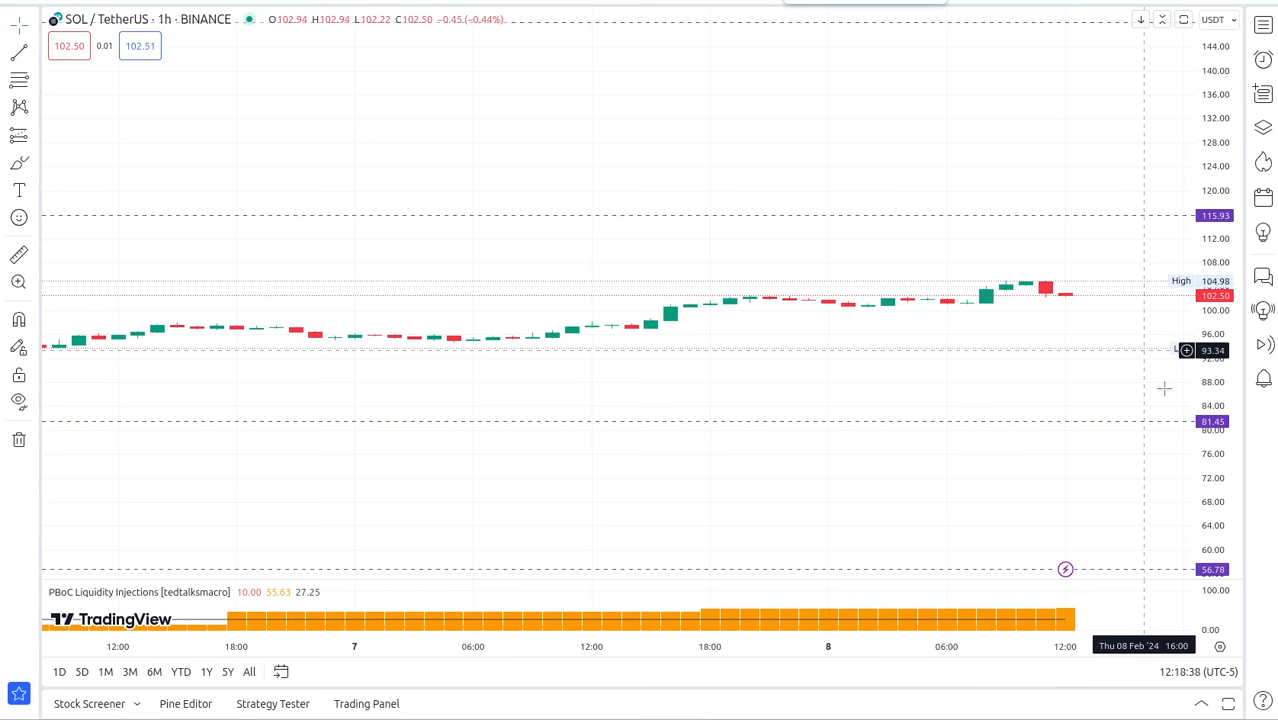 SOL / TetherUS · 1h · BINANCE O102.94 H102.94 L102.22 C102.50 −0.45 (−0.44%)
USDT
102.50 0.01 102.51
144.00
140.00
136.00
132.00
128.00
124.00
120.00
115.93
112.00
108.00
High 104.98
102.50
100.00
96.00
93.34
88.00
84.00
81.45
80.00
76.00
72.00
68.00
64.00
60.00
56.78
PBoC Liquidity Injections [tedtalksmacro] 10.00 55.63 27.25
100.00
TradingView
0.00
12:00 18:00 7 06:00 12:00 18:00 8 06:00 12:00
Thu 08 Feb '24 16:00
1D 5D 1M 3M 6M YTD 1Y 5Y All
12:18:38 (UTC-5)
Stock Screener Pine Editor Strategy Tester Trading Panel